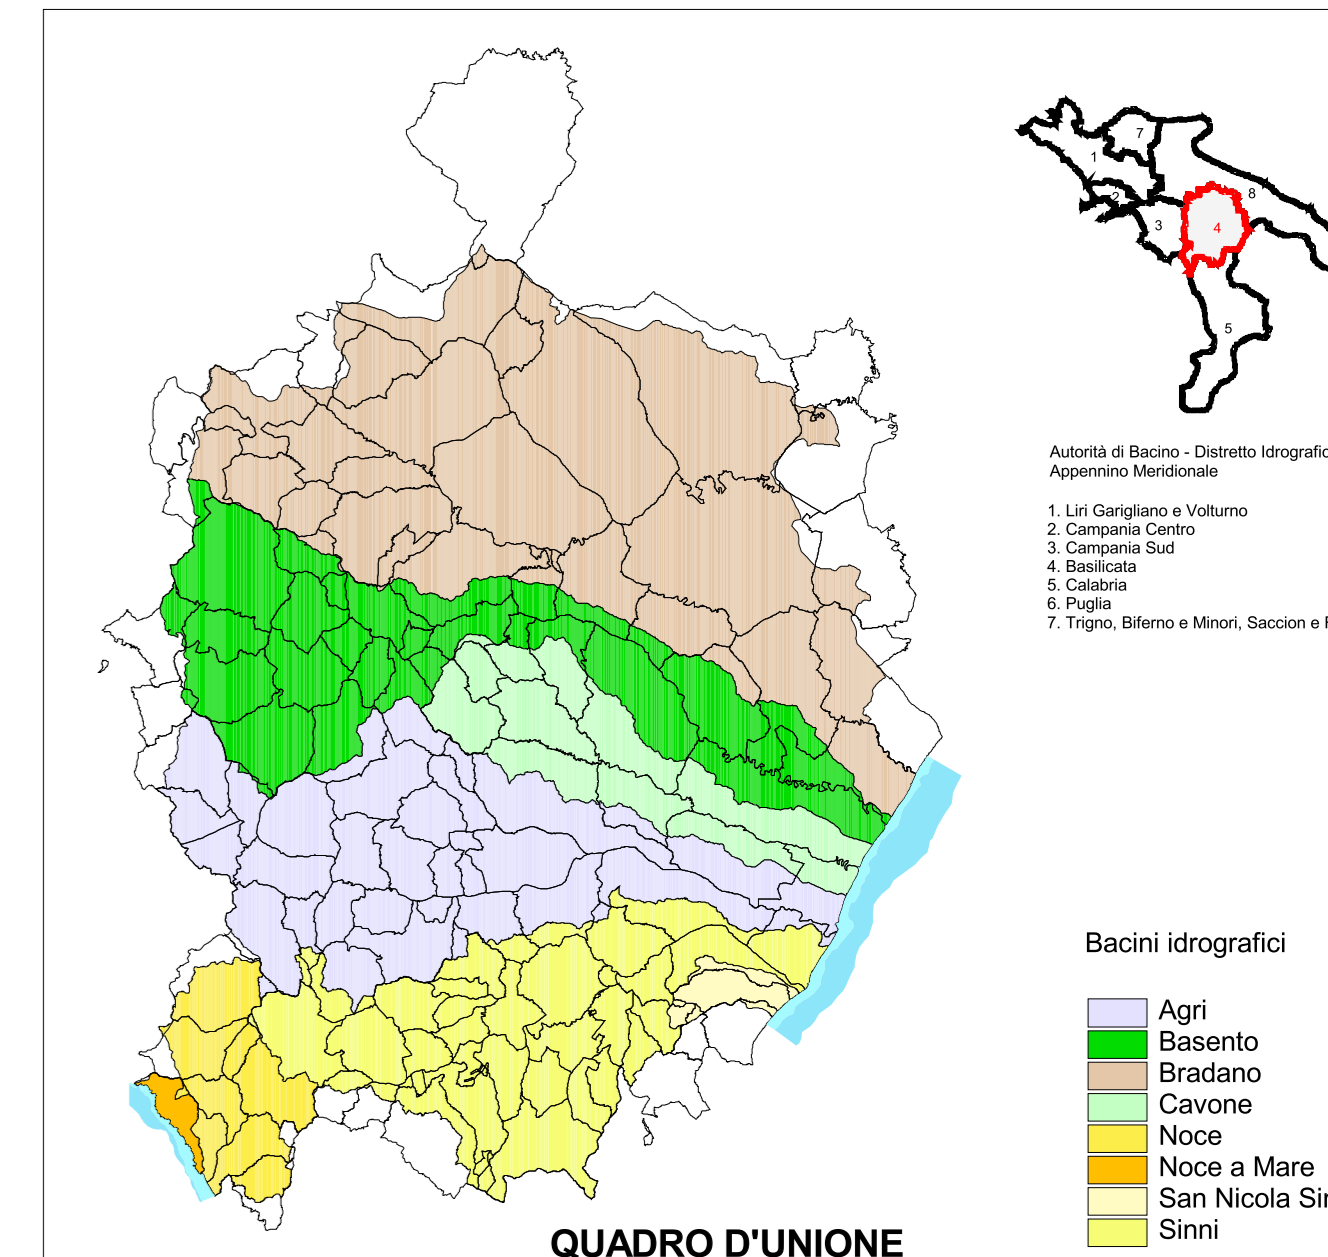 7
1
8
2
3
4
5
Autorità di Bacino - Distretto Idrografic
Appennino Meridionale
1. Liri Garigliano e Volturno
2. Campania Centro
3. Campania Sud
4. Basilicata
5. Calabria
6. Puglia
7. Trigno, Biferno e Minori, Saccion e F
Bacini idrografici
Agri
Basento
Bradano
Cavone
Noce
Noce a Mare
San Nicola Sin
Sinni
QUADRO D'UNIONE